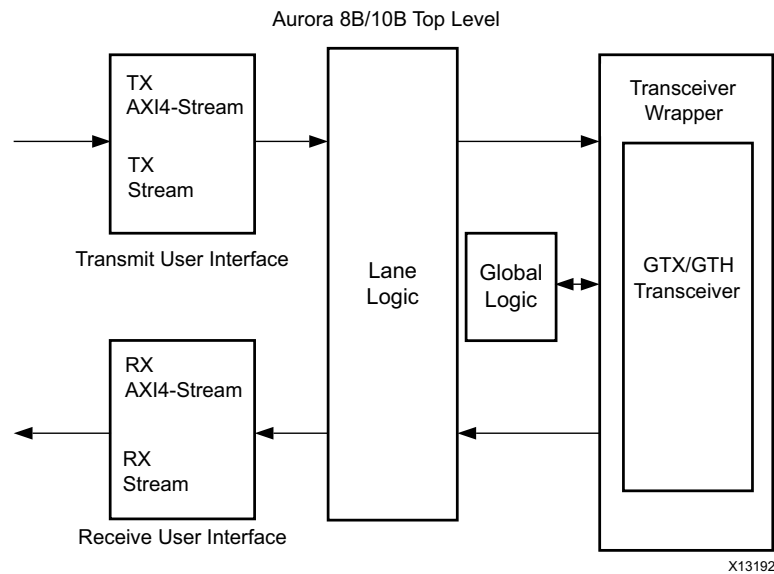 Aurora 8B/10B Top Level
TX
AXI4-Stream
TX
Stream
Transmit User Interface
RX
AXI4-Stream
RX
Stream
Receive User Interface
Lane
Logic
Global
Logic
Transceiver
Wrapper
GTX/GTH
Transceiver
X13192